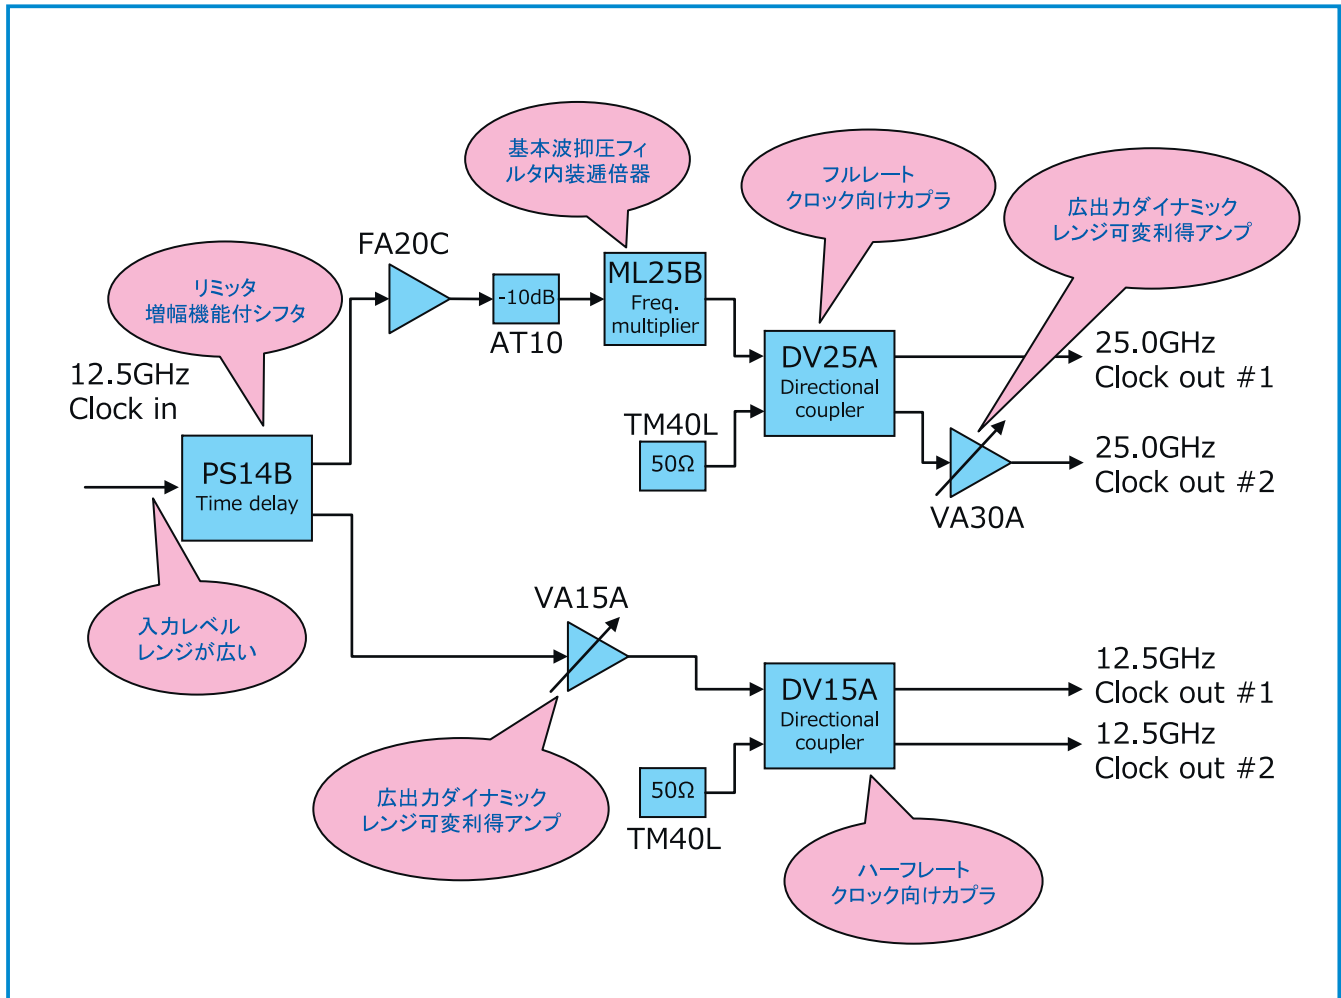 基本波抑圧フィ
ルタ内装逓倍器
フルレート
クロック向けカプラ
広出力ダイナミック
レンジ可変利得アンプ
FA20C
リミッタ
増幅機能付シフタ
-10dB
AT10
ML25B
Freq.
multiplier
12.5GHz
Clock in
DV25A
Directional
coupler
25.0GHz
Clock out #1
TM40L
50Ω
25.0GHz
Clock out #2
VA30A
PS14B
Time delay
入力レベル
レンジが広い
VA15A
広出力ダイナミック
レンジ可変利得アンプ
DV15A
Directional
coupler
12.5GHz
Clock out #1
12.5GHz
Clock out #2
50Ω
TM40L
ハーフレート
クロック向けカプラ